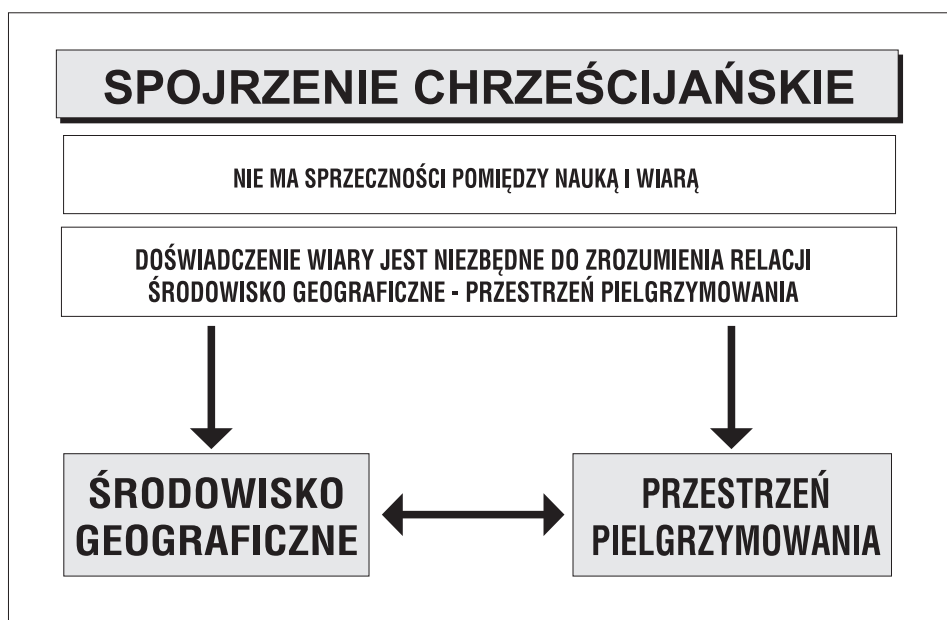 SPOJRZENIE CHRZEŚCIJAŃSKIE
NIE MA SPRZECZNOŚCI POMIĘDZY NAUKĄ I WIARĄ
DOŚWIADCZENIE WIARY JEST NIEZBĘDNE DO ZROZUMIENIA RELACJI
ŚRODOWISKO GEOGRAFICZNE - PRZESTRZEŃ PIELGRZYMOWANIA
ŚRODOWISKO
GEOGRAFICZNE
PRZESTRZEŃ
PIELGRZYMOWANIA